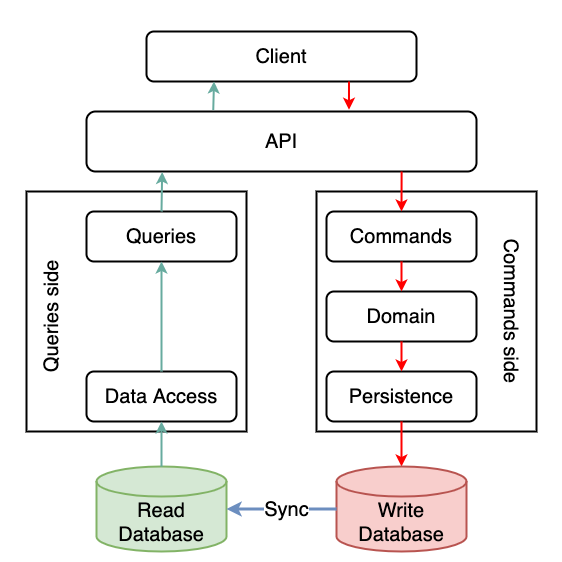 Client
API
Queries side
Queries
Data Access
Commands
Domain
Persistence
Commands side
Read
Database
Sync
Write
Database